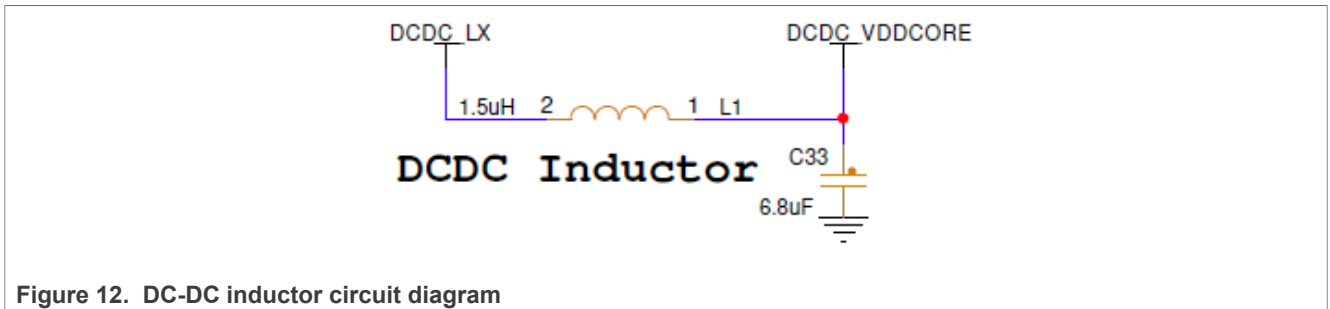 DCDC_LX DCDC_VDDCORE
1.5uH 2 1 L1
DCDC Inductor C33
6.8uF
Figure 12. DC-DC inductor circuit diagram